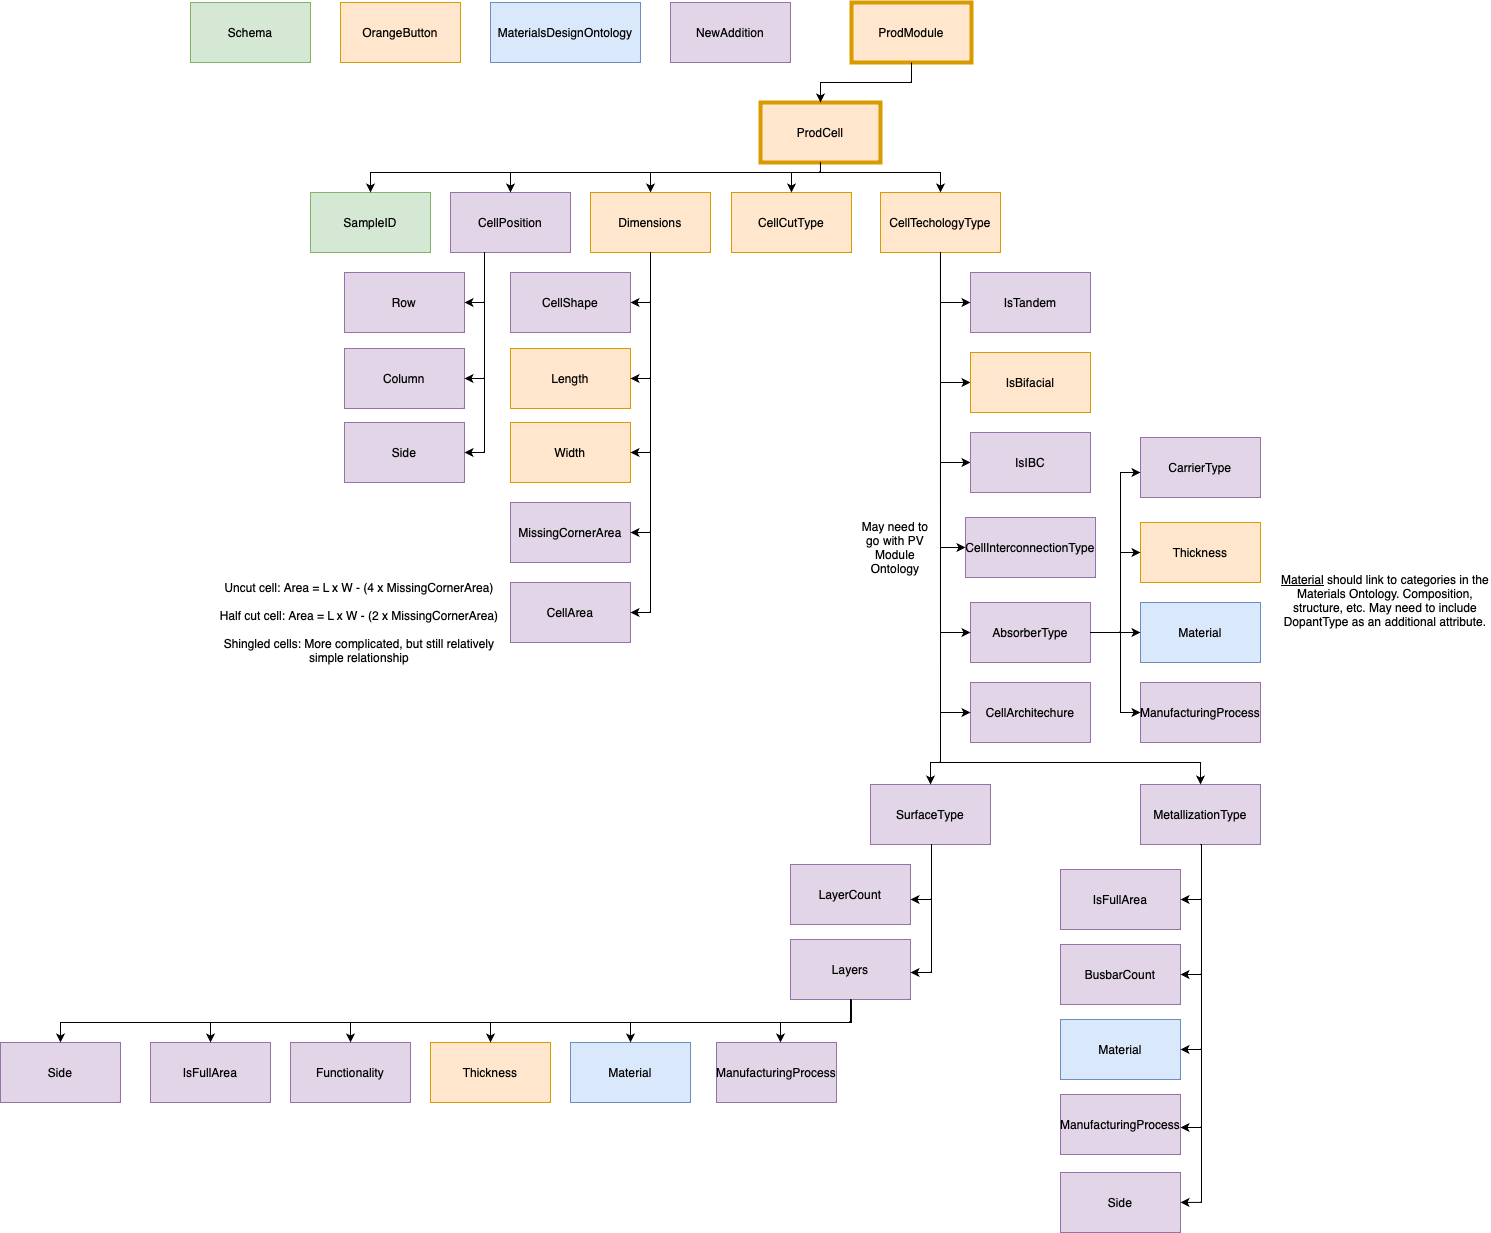 Schema
OrangeButton
MaterialsDesignOntology
NewAddition
ProdModule
ProdCell
SampleID
CellPosition
Dimensions
CellCutType
CellTechologyType
Row
CellShape
IsTandem
Column
Length
IsBifacial
Side
Width
IsIBC
CarrierType
MissingCornerArea
May need to
go with PV
Module
Ontology
CellInterconnectionType
Thickness
Uncut cell: Area = L x W - (4 x MissingCornerArea)
Half cut cell: Area = L x W - (2 x MissingCornerArea)
Shingled cells: More complicated, but still relatively
simple relationship
CellArea
AbsorberType
Material
Material should link to categories in the
Materials Ontology. Composition,
structure, etc. May need to include
DopantType as an additional attribute.
CellArchitechure
ManufacturingProcess
SurfaceType
MetallizationType
LayerCount
IsFullArea
Layers
BusbarCount
Material
Side
IsFullArea
Functionality
Thickness
Material
ManufacturingProcess
ManufacturingProcess
Side